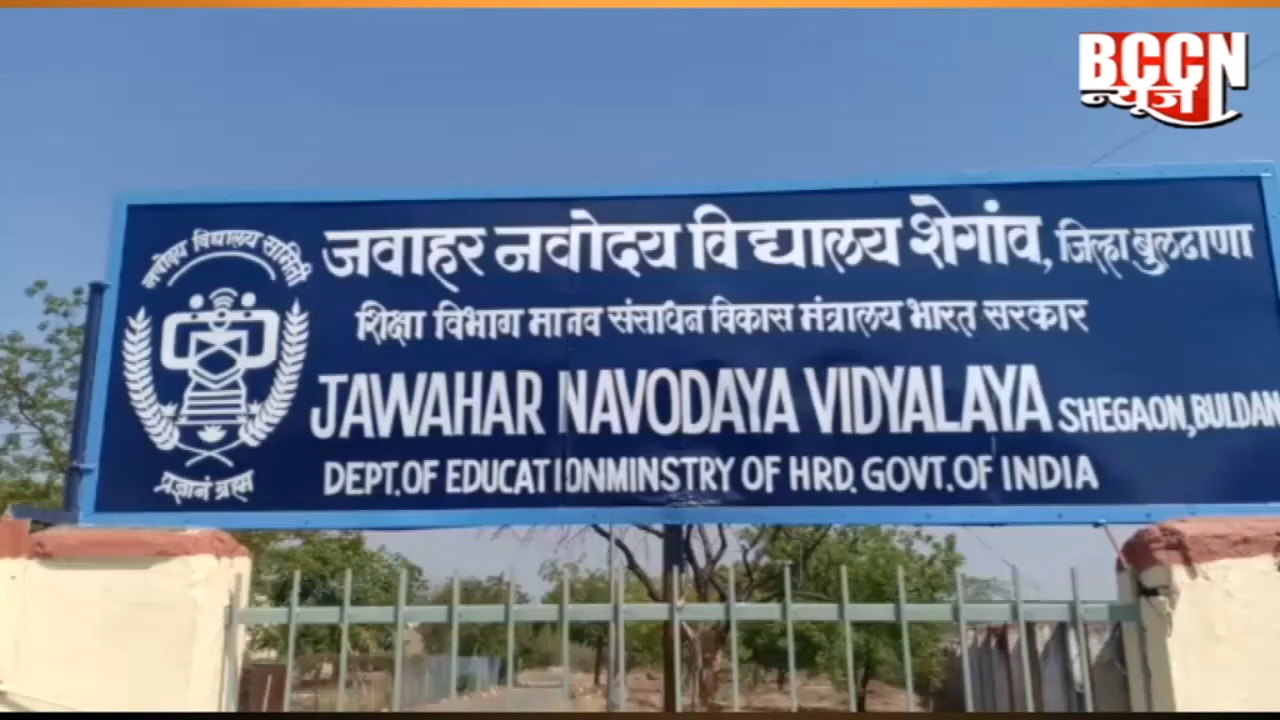 BCCN
न्यूज
नवोदय विद्यालय समिती
जवाहर नवोदय विद्यालय शेगांव, जिल्हा बुलढाणा
शिक्षा विभाग मानव संसाधन विकास मंत्रालय भारत सरकार
JAWAHAR NAVODAYA VIDYALAYA SHEGAON, BULDAN
DEPT. OF EDUCATIONMINSTRY OF HRD. GOVT. OF INDIA
प्रज्ञानं ब्रह्म